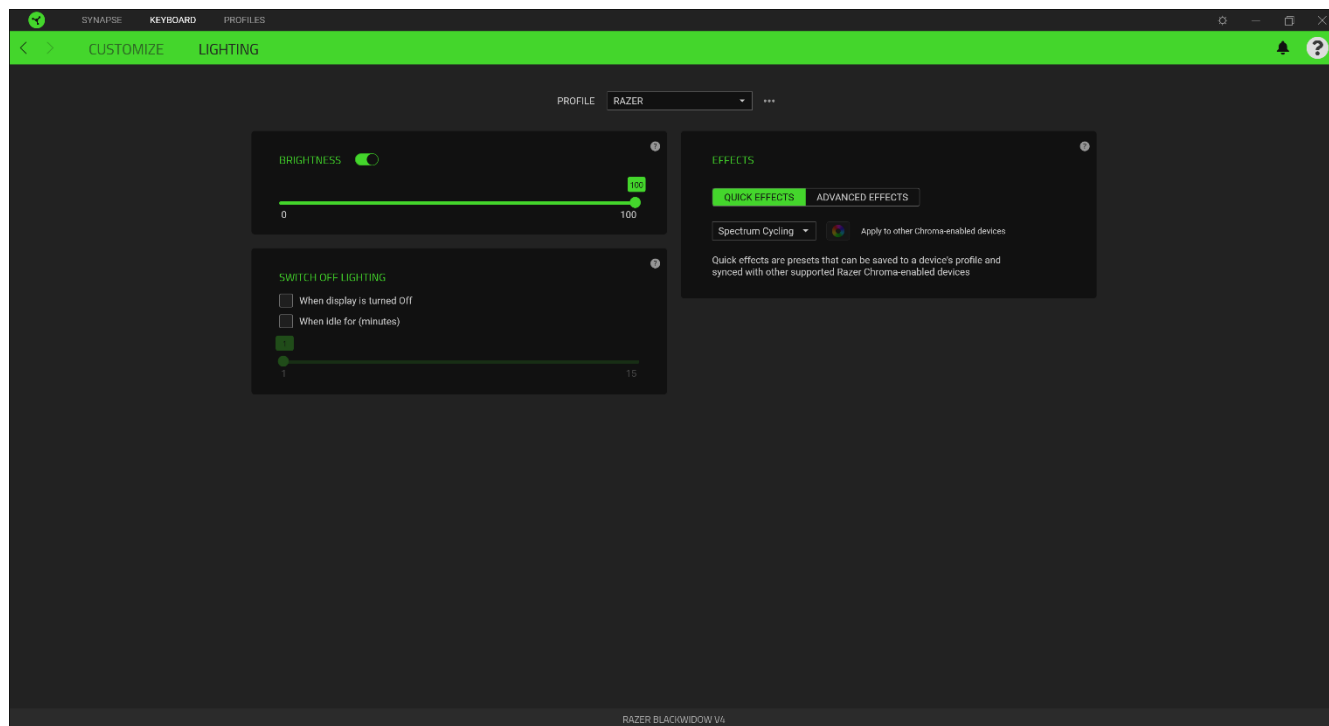 SYNAPSE KEYBOARD PROFILES
CUSTOMIZE LIGHTING
?
PROFILE RAZER
?
BRIGHTNESS
100
0 100
?
SWITCH OFF LIGHTING
When display is turned Off
When idle for (minutes)
1
1 15
?
EFFECTS
QUICK EFFECTS ADVANCED EFFECTS
Spectrum Cycling Apply to other Chroma-enabled devices
Quick effects are presets that can be saved to a device's profile and
synced with other supported Razer Chroma-enabled devices
RAZER BLACKWIDOW V4